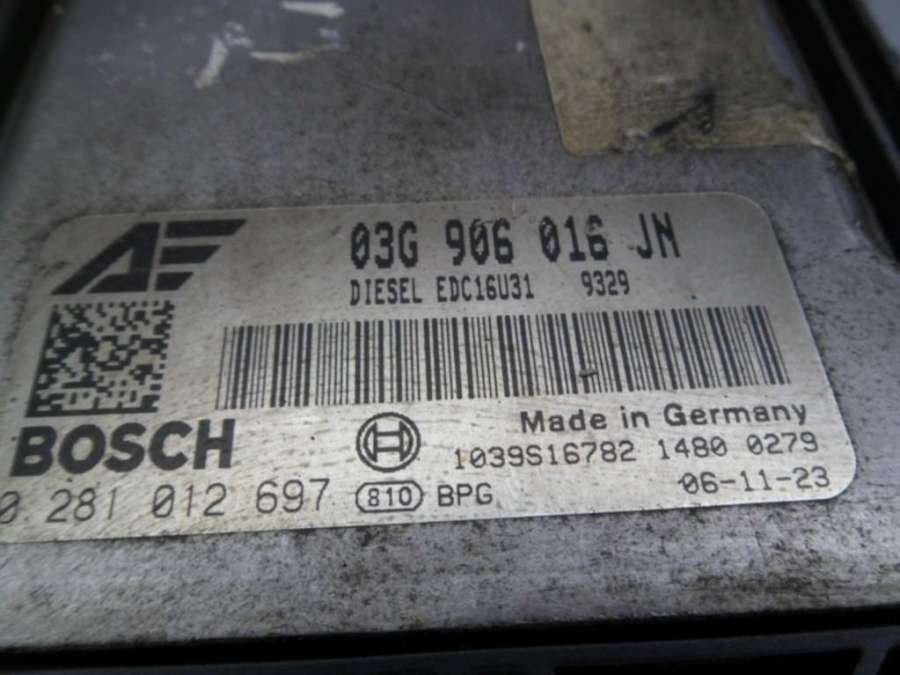 AE
03G 906 016 JN
DIESEL EDC16U31 9329
BOSCH
Made in Germany
1039S16782 1480 0279
0 281 012 697 810 BPG 06-11-23